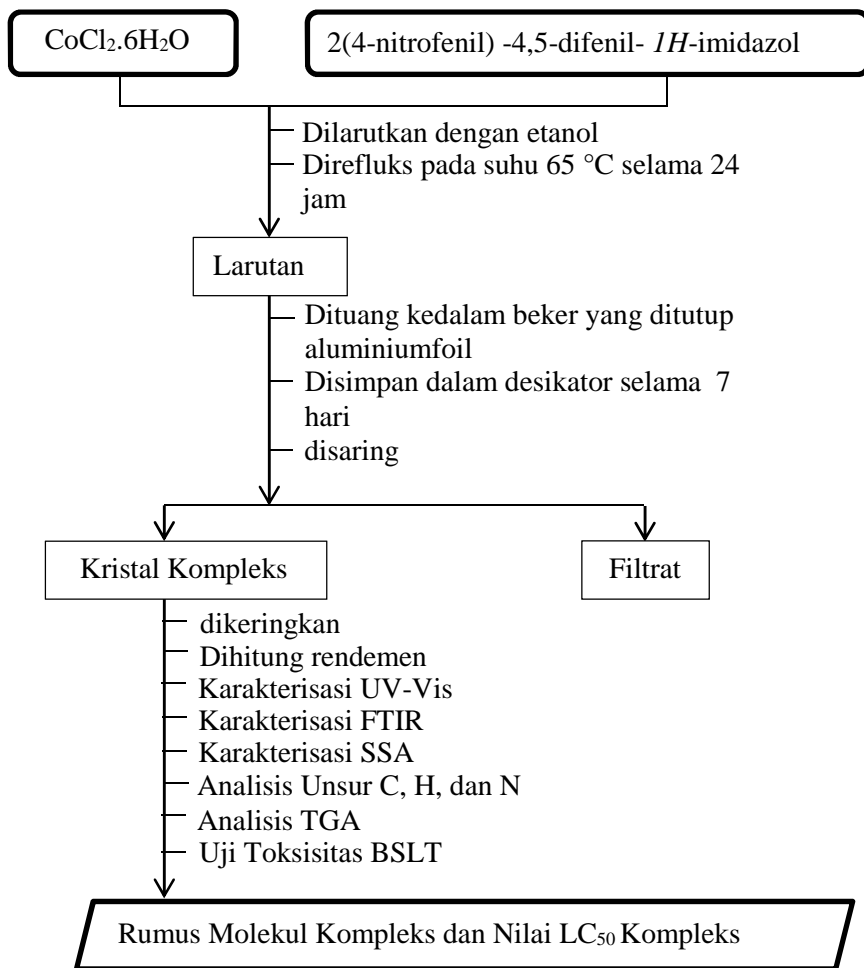 CoCl₂.6H₂O
2(4-nitrofenil) -4,5-difenil- 1H-imidazol
Dilarutkan dengan etanol
Direfluks pada suhu 65 °C selama 24
jam
Larutan
Dituang kedalam beker yang ditutup
aluminiumfoil
Disimpan dalam desikator selama 7
hari
disaring
Kristal Kompleks
Filtrat
dikeringkan
Dihitung rendemen
Karakterisasi UV-Vis
Karakterisasi FTIR
Karakterisasi SSA
Analisis Unsur C, H, dan N
Analisis TGA
Uji Toksisitas BSLT
Rumus Molekul Kompleks dan Nilai LC₅₀ Kompleks